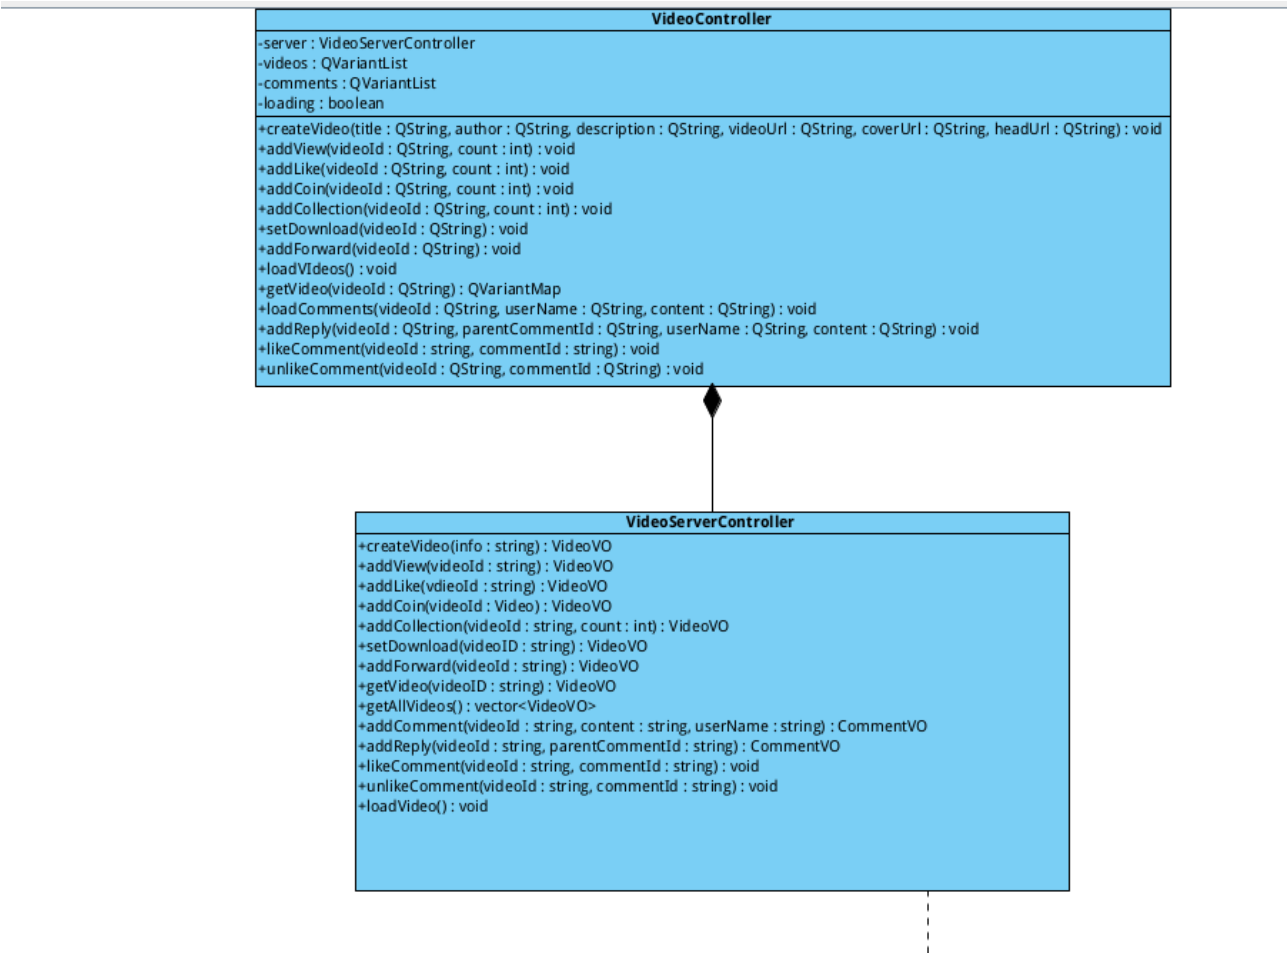 VideoController
-server : VideoServerController
-videos : QVariantList
-comments : QVariantList
-loading : boolean
+createVideo(title : QString, author : QString, description : QString, videoUrl : QString, coverUrl : QString, headUrl : QString) : void
+addView(videoId : QString, count : int) : void
+addLike(videoId : QString, count : int) : void
+addCoin(videoId : QString, count : int) : void
+addCollection(videoId : QString, count : int) : void
+setDownload(videoId : QString) : void
+addForward(videoId : QString) : void
+loadVIdeos() : void
+getVideo(videoId : QString) : QVariantMap
+loadComments(videoId : QString, userName : QString, content : QString) : void
+addReply(videoId : QString, parentCommentId : QString, userName : QString, content : QString) : void
+likeComment(videoId : string, commentId : string) : void
+unlikeComment(videoId : QString, commentId : QString) : void
VideoServerController
+createVideo(info : string) : VideoVO
+addView(videoId : string) : VideoVO
+addLike(vdieoId : string) : VideoVO
+addCoin(videoId : Video) : VideoVO
+addCollection(videoId : string, count : int) : VideoVO
+setDownload(videoID : string) : VideoVO
+addForward(videoId : string) : VideoVO
+getVideo(videoID : string) : VideoVO
+getAllVideos() : vector<VideoVO>
+addComment(videoId : string, content : string, userName : string) : CommentVO
+addReply(videoId : string, parentCommentId : string) : CommentVO
+likeComment(videoId : string, commentId : string) : void
+unlikeComment(videoId : string, commentId : string) : void
+loadVideo() : void